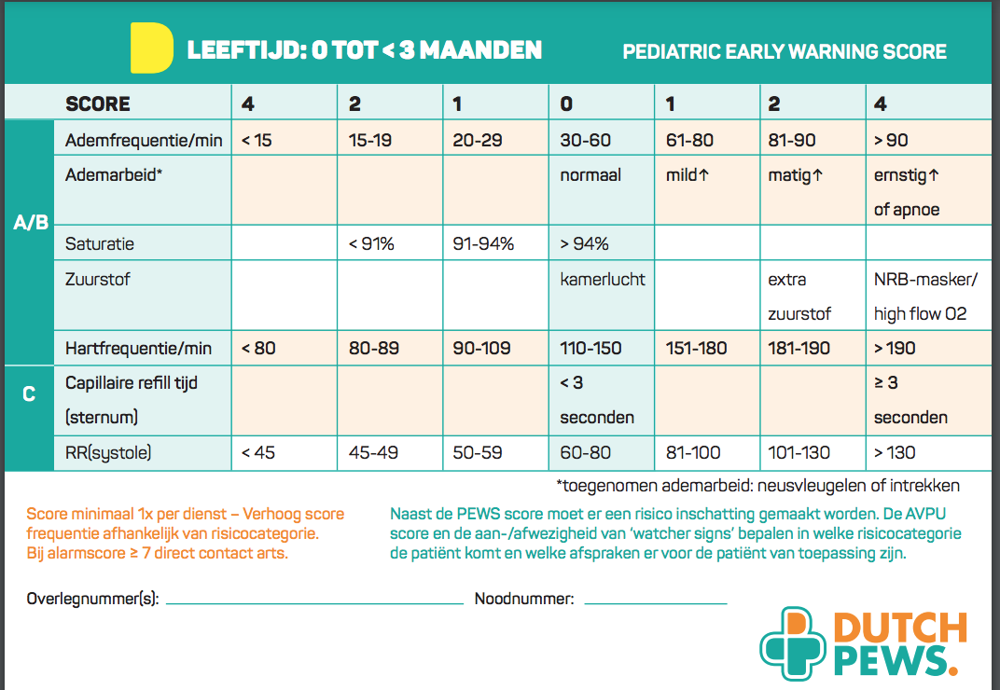 D LEEFTIJD: 0 TOT < 3 MAANDEN PEDIATRIC EARLY WARNING SCORE
SCORE 4 2 1 0 1 2 4
A/B
Ademfrequentie/min < 15 15-19 20-29 30-60 61-80 81-90 > 90
Ademarbeid* normaal mild↑ matig↑ ernstig↑
of apnoe
Saturatie < 91% 91-94% > 94%
Zuurstof kamerlucht extra NRB-masker/
zuurstof high flow O2
Hartfrequentie/min < 80 80-89 90-109 110-150 151-180 181-190 > 190
C
Capillaire refill tijd < 3 ≥ 3
(sternum) seconden seconden
RR(systole) < 45 45-49 50-59 60-80 81-100 101-130 > 130
*toegenomen ademarbeid: neusvleugelen of intrekken
Score minimaal 1x per dienst – Verhoog score
frequentie afhankelijk van risicocategorie.
Bij alarmscore ≥ 7 direct contact arts.
Naast de PEWS score moet er een risico inschatting gemaakt worden. De AVPU
score en de aan-/afwezigheid van ‘watcher signs’ bepalen in welke risicocategorie
de patiënt komt en welke afspraken er voor de patiënt van toepassing zijn.
Overlegnummer(s): Noodnummer:
DUTCH
PEWS.